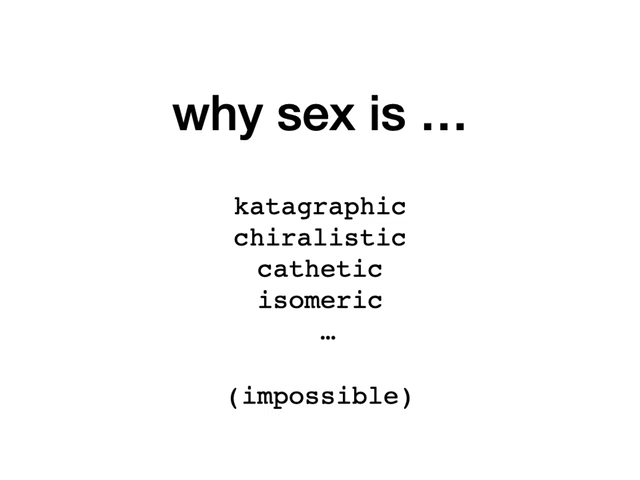 why sex is …
katagraphic
chiralistic
cathetic
isomeric
…
(impossible)